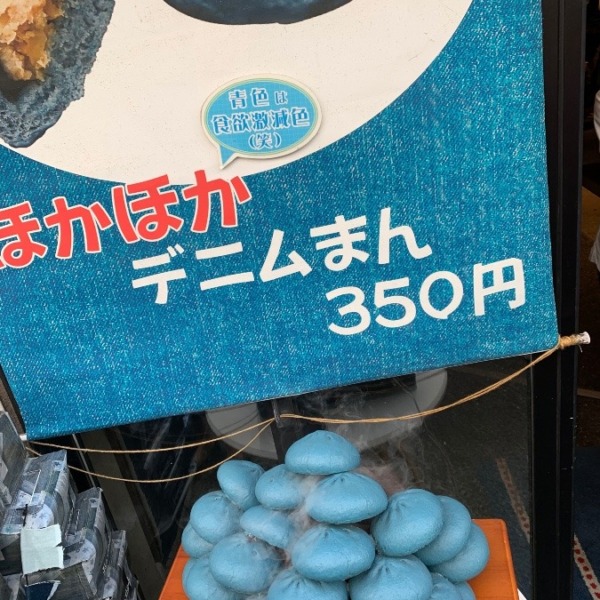 青色は
食欲激減色
(笑)
ほかほか
デニムまん
350円